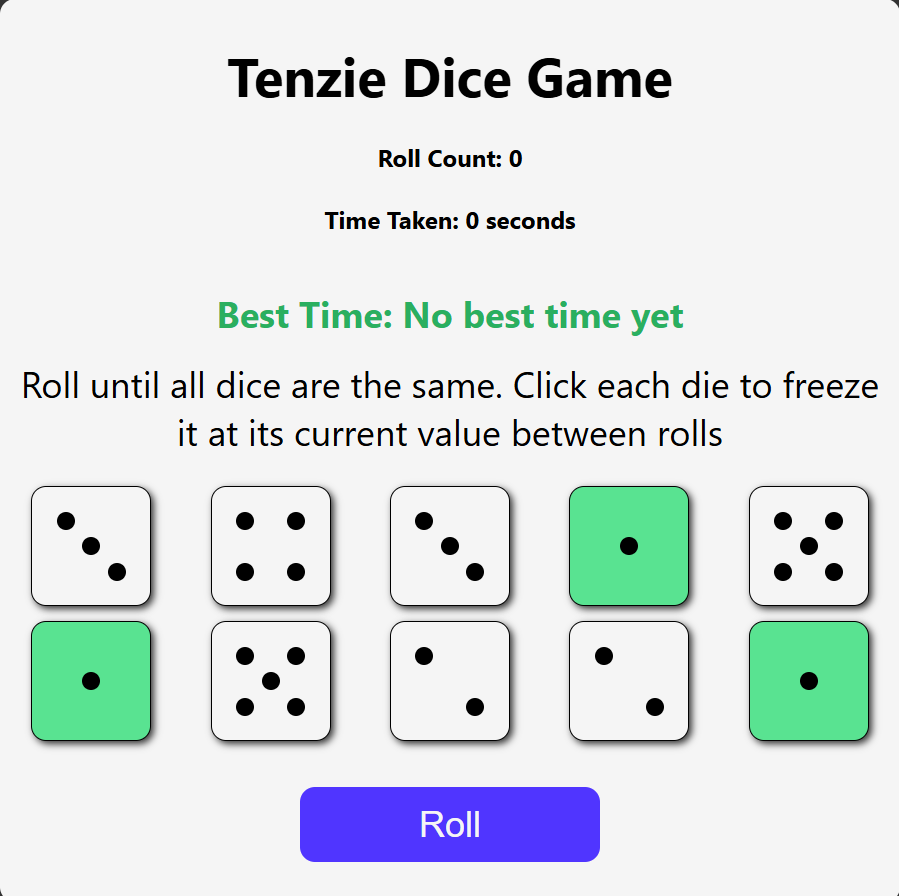 Tenzie Dice Game
Roll Count: 0
Time Taken: 0 seconds
Best Time: No best time yet
Roll until all dice are the same. Click each die to freeze
it at its current value between rolls
Roll